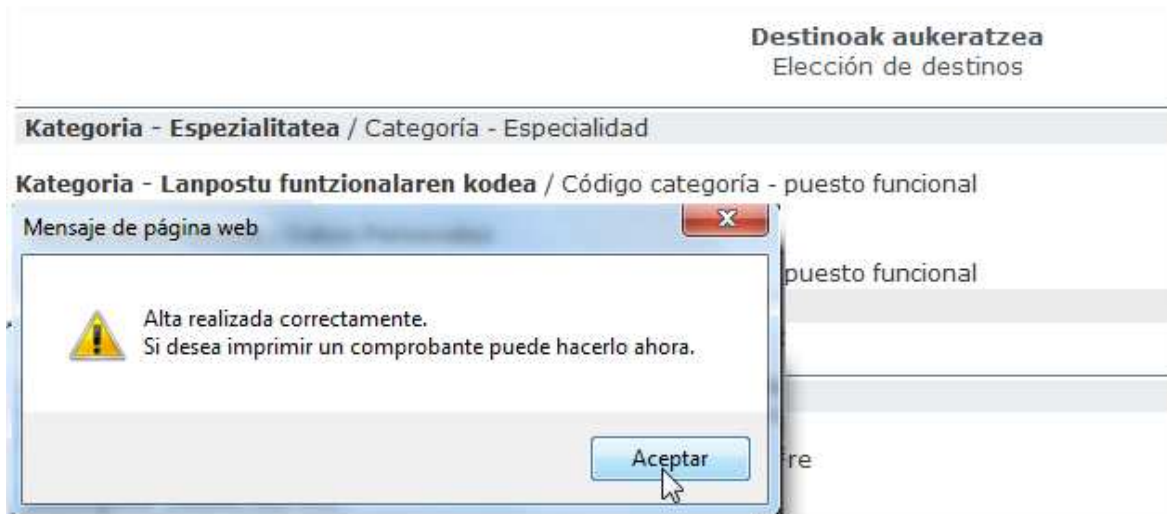 Destinoak aukeratzea
Elección de destinos
Kategoria - Espezialitatea / Categoría - Especialidad
Kategoria - Lanpostu funtzionalaren kodea / Código categoría - puesto funcional
Mensaje de página web
puesto funcional
Alta realizada correctamente.
Si desea imprimir un comprobante puede hacerlo ahora.
Aceptar